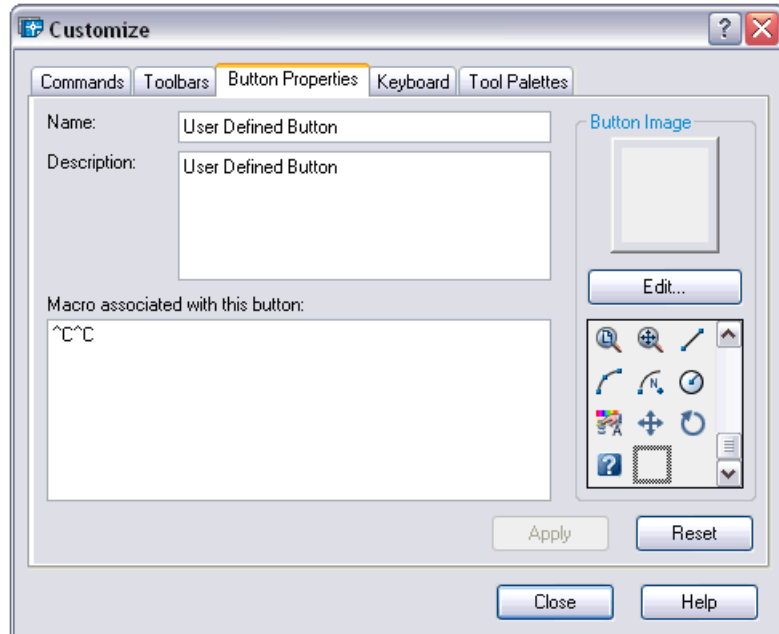 Customize
Commands Toolbars Button Properties Keyboard Tool Palettes
Name: User Defined Button
Button Image
Description: User Defined Button
Edit...
Macro associated with this button:
^C^C
Apply Reset
Close Help